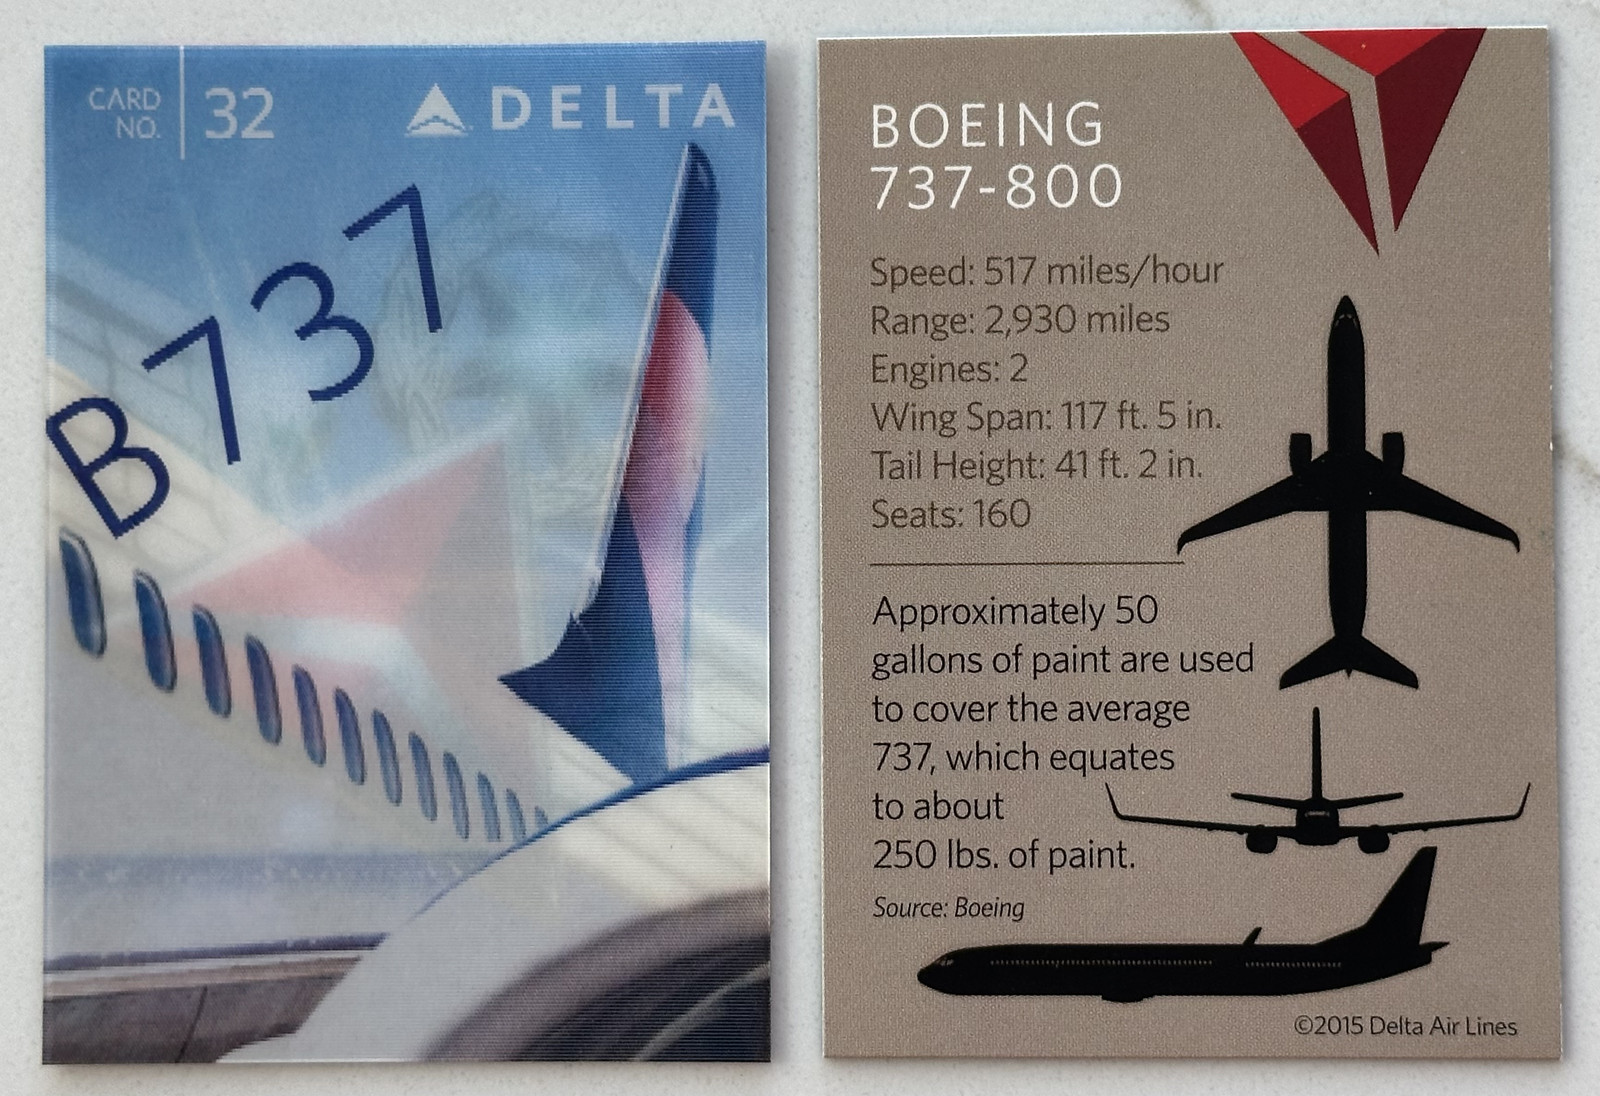 CARD
NO.
32
DELTA
B737
BOEING
737-800
Speed: 517 miles/hour
Range: 2,930 miles
Engines: 2
Wing Span: 117 ft. 5 in.
Tail Height: 41 ft. 2 in.
Seats: 160
Approximately 50
gallons of paint are used
to cover the average
737, which equates
to about
250 lbs. of paint.
Source: Boeing
©2015 Delta Air Lines